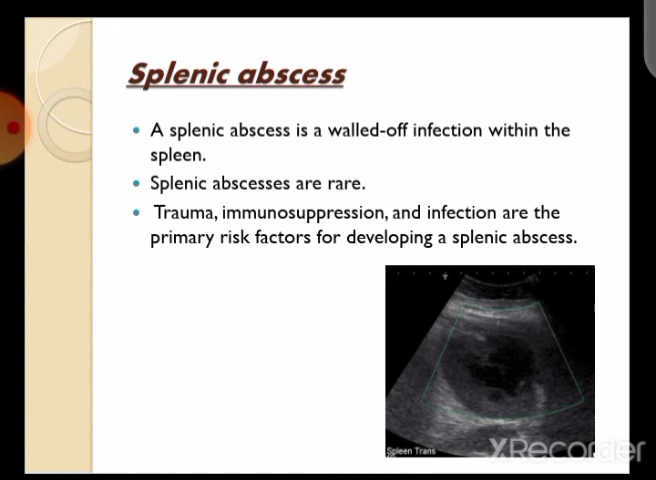 Splenic abscess
• A splenic abscess is a walled-off infection within the
spleen.
• Splenic abscesses are rare.
• Trauma, immunosuppression, and infection are the
primary risk factors for developing a splenic abscess.
Spleen Trans
XRecorder